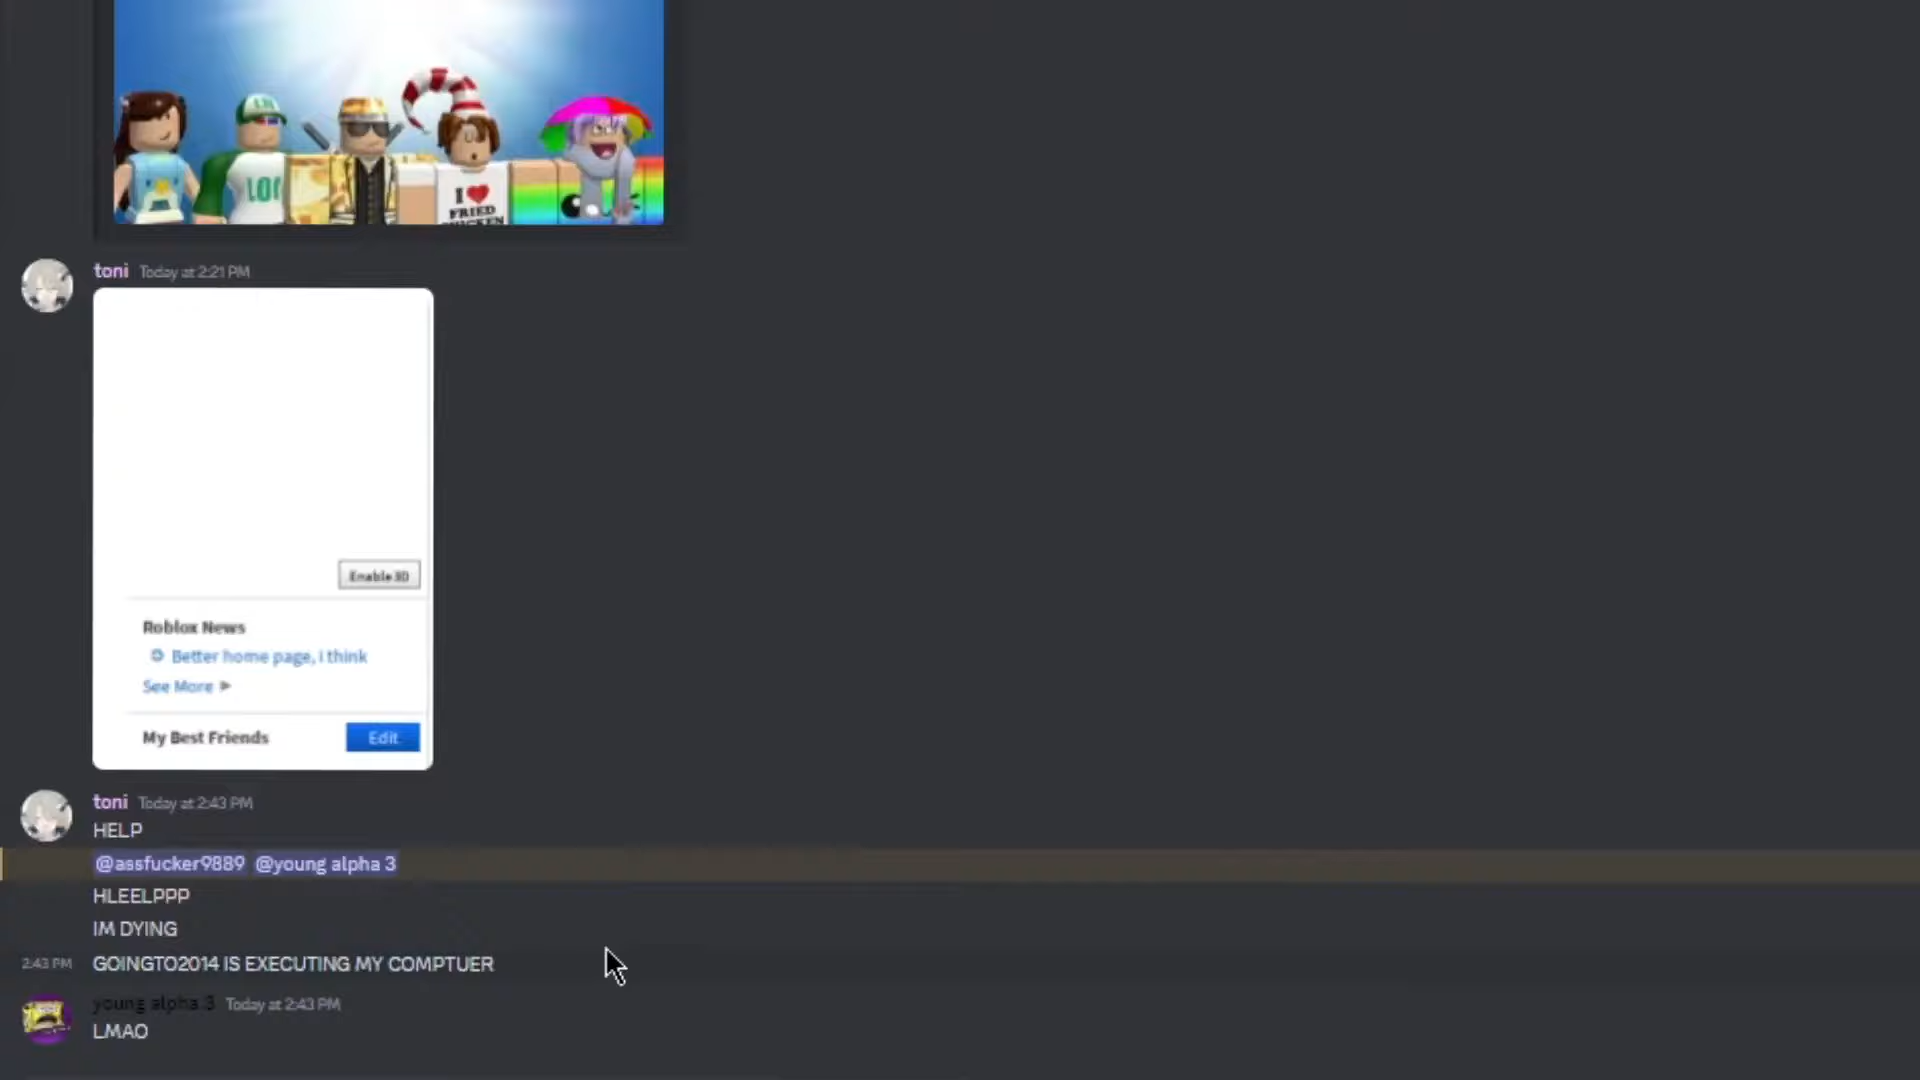 I ❤ FRIED
toni Today at 2:21 PM
Enable 3D
Roblox News
Better home page, i think
See More
My Best Friends Edit
toni Today at 2:43 PM
HELP
@assfucker9889 @young alpha 3
HLEELPPP
IM DYING
2:43 PM GOINGTO2014 IS EXECUTING MY COMPTUER
young alpha 3 Today at 2:43 PM
LMAO